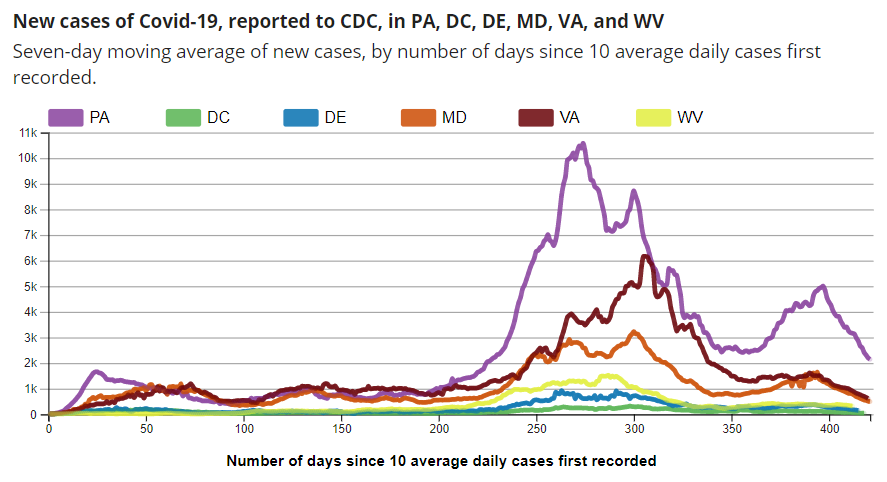 New cases of Covid-19, reported to CDC, in PA, DC, DE, MD, VA, and WV
Seven-day moving average of new cases, by number of days since 10 average daily cases first
recorded.
PA DC DE MD VA WV
11k
10k
9k
8k
7k
6k
5k
4k
3k
2k
1k
0
0 50 100 150 200 250 300 350 400
Number of days since 10 average daily cases first recorded